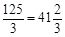 125/3 = 41 2/3